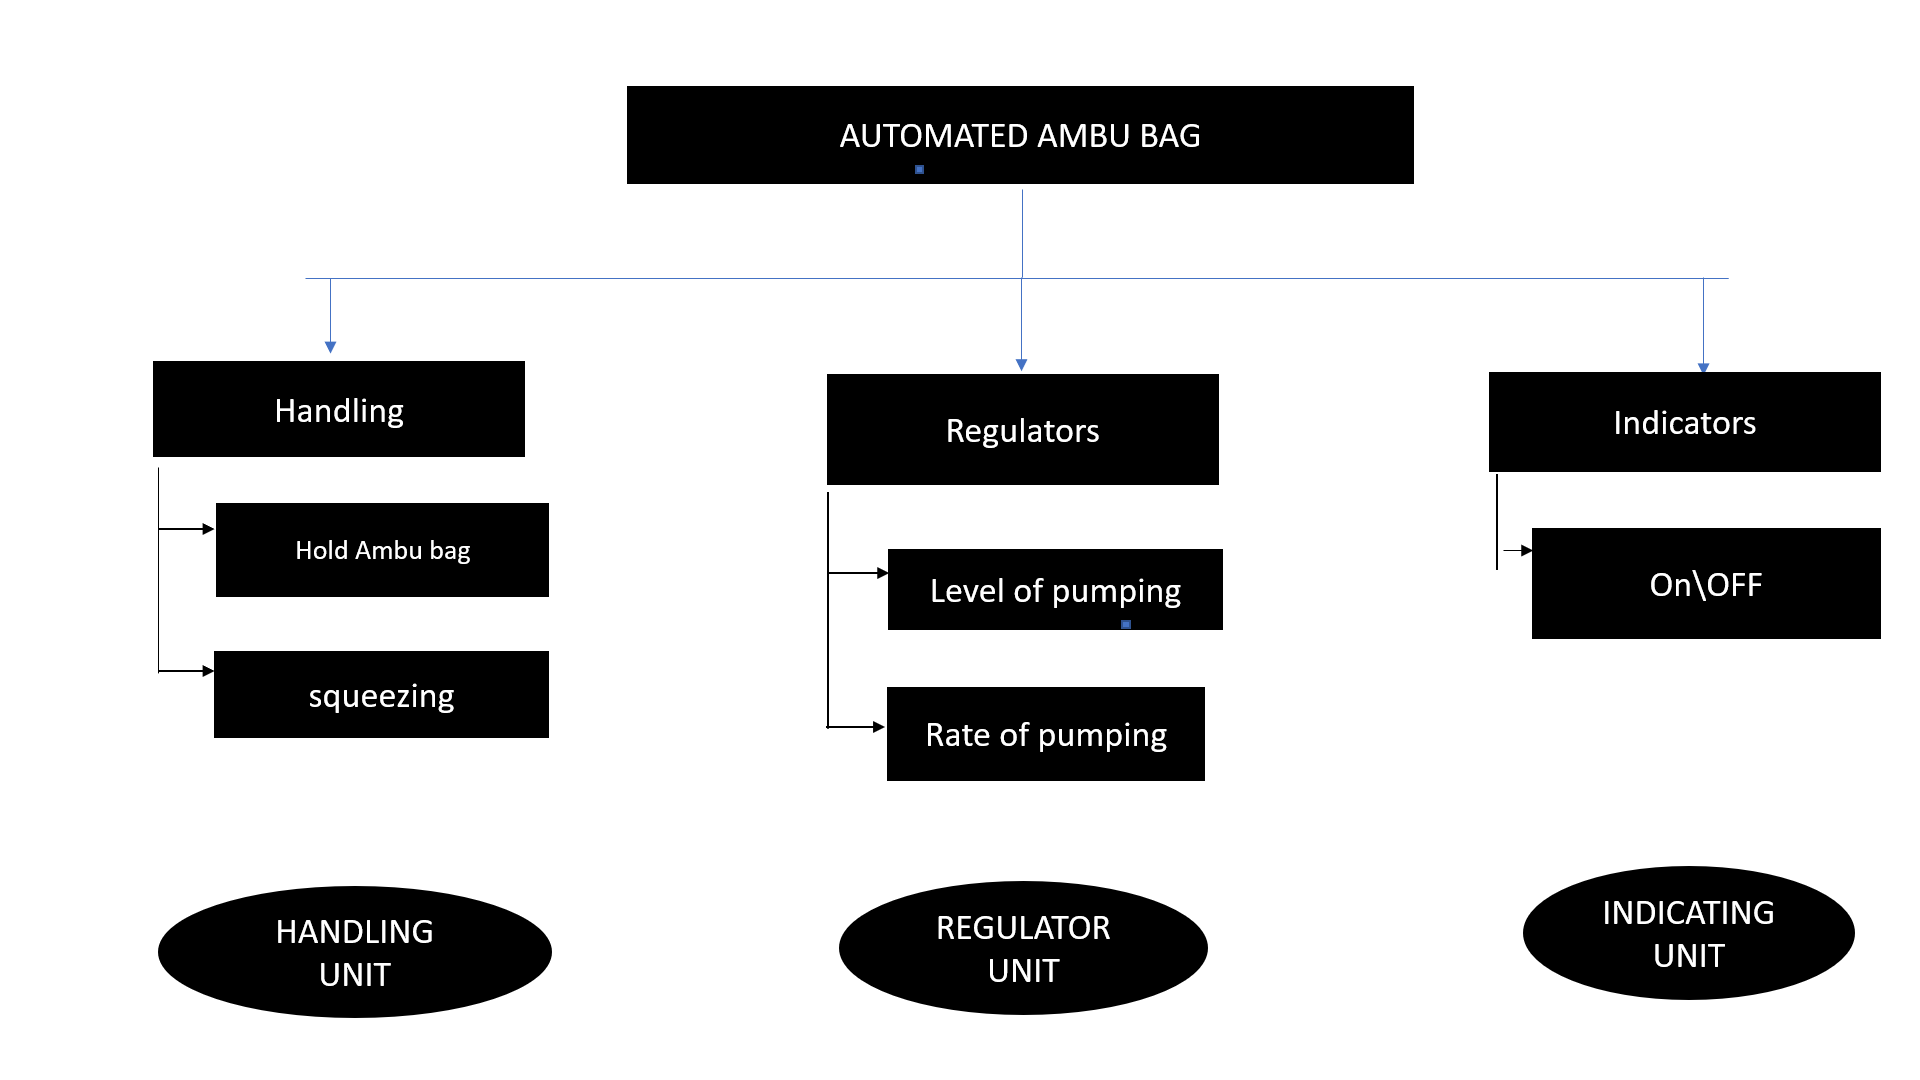 AUTOMATED AMBU BAG
Handling
Hold Ambu bag
squeezing
Regulators
Level of pumping
Rate of pumping
Indicators
On\OFF
HANDLING
UNIT
REGULATOR
UNIT
INDICATING
UNIT